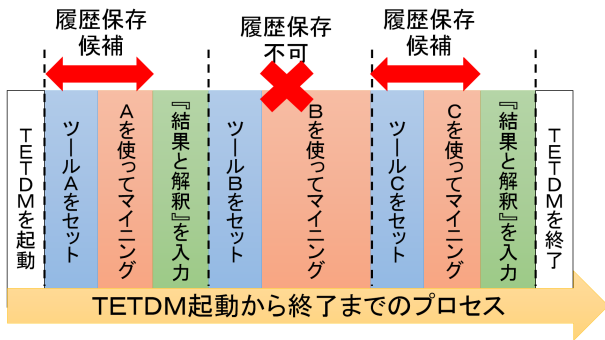 履歴保存
候補
履歴保存
不可
履歴保存
候補
TETDMを起動
ツールAをセット
Aを使ってマイニング
『結果と解釈』を入力
ツールBをセット
Bを使ってマイニング
ツールCをセット
Cを使ってマイニング
『結果と解釈』を入力
TETDMを終了
TETDM起動から終了までのプロセス